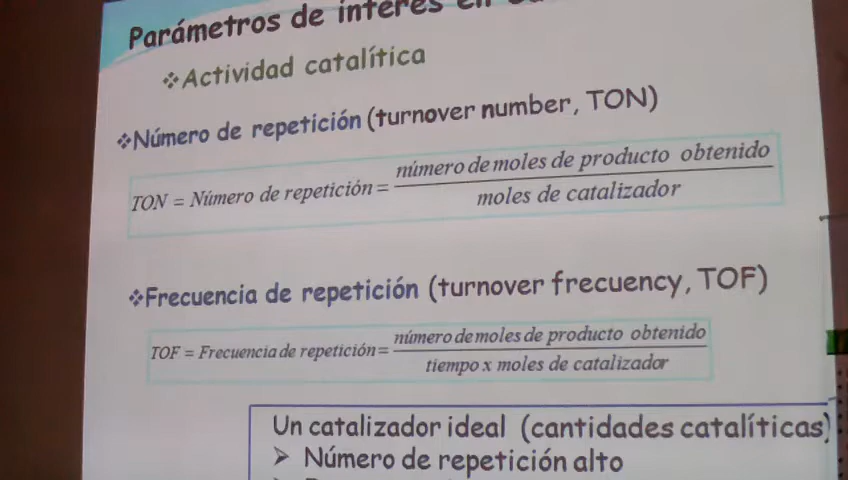 Parámetros de interés en
❖Actividad catalítica
❖Número de repetición (turnover number, TON)
TON = Número de repetición = número de moles de producto obtenido
moles de catalizador
❖Frecuencia de repetición (turnover frecuency, TOF)
TOF = Frecuencia de repetición = número de moles de producto obtenido
tiempo x moles de catalizador
Un catalizador ideal (cantidades catalíticas)
➤ Número de repetición alto